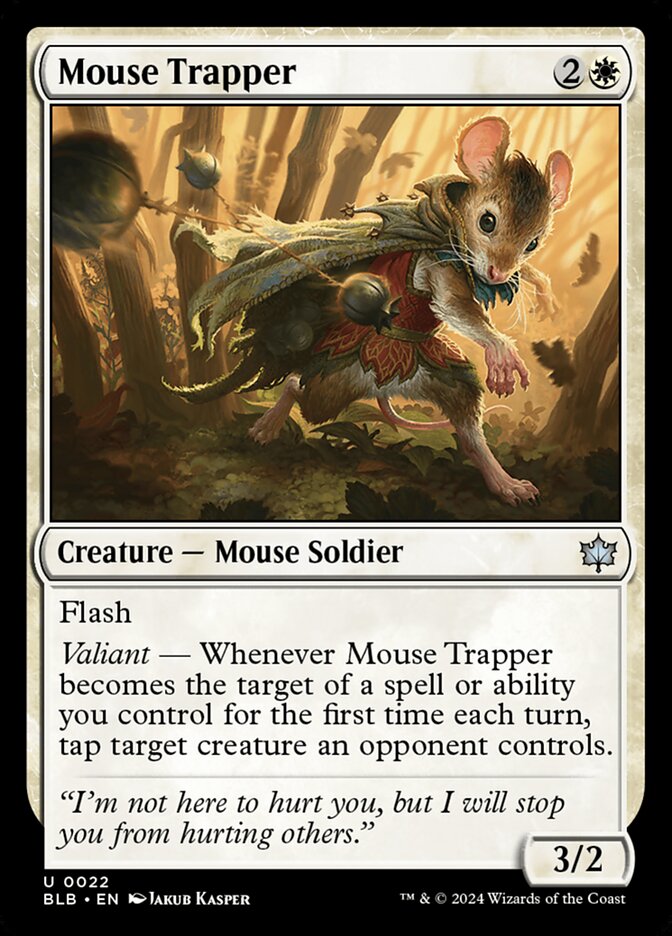 Mouse Trapper 2
Creature — Mouse Soldier
Flash
Valiant — Whenever Mouse Trapper
becomes the target of a spell or ability
you control for the first time each turn,
tap target creature an opponent controls.
“I’m not here to hurt you, but I will stop
you from hurting others.”
3/2
U 0022
BLB • EN Jakub Kasper
™ & © 2024 Wizards of the Coast